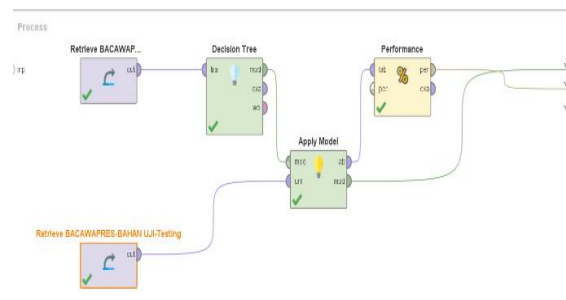 Process
inp
Retrieve BACAWAP...
out
Decision Tree
tra
mod
exa
wei
Performance
lab
per
per
exa
%
Apply Model
mod
lab
unl
mod
Retrieve BACAWAPRES-BAHAN UJI-Testing
out